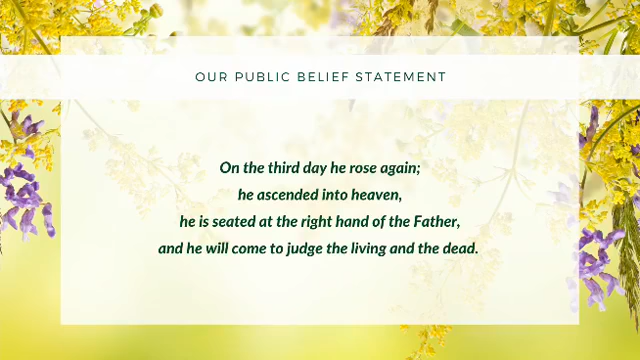 OUR PUBLIC BELIEF STATEMENT
On the third day he rose again;
he ascended into heaven,
he is seated at the right hand of the Father,
and he will come to judge the living and the dead.